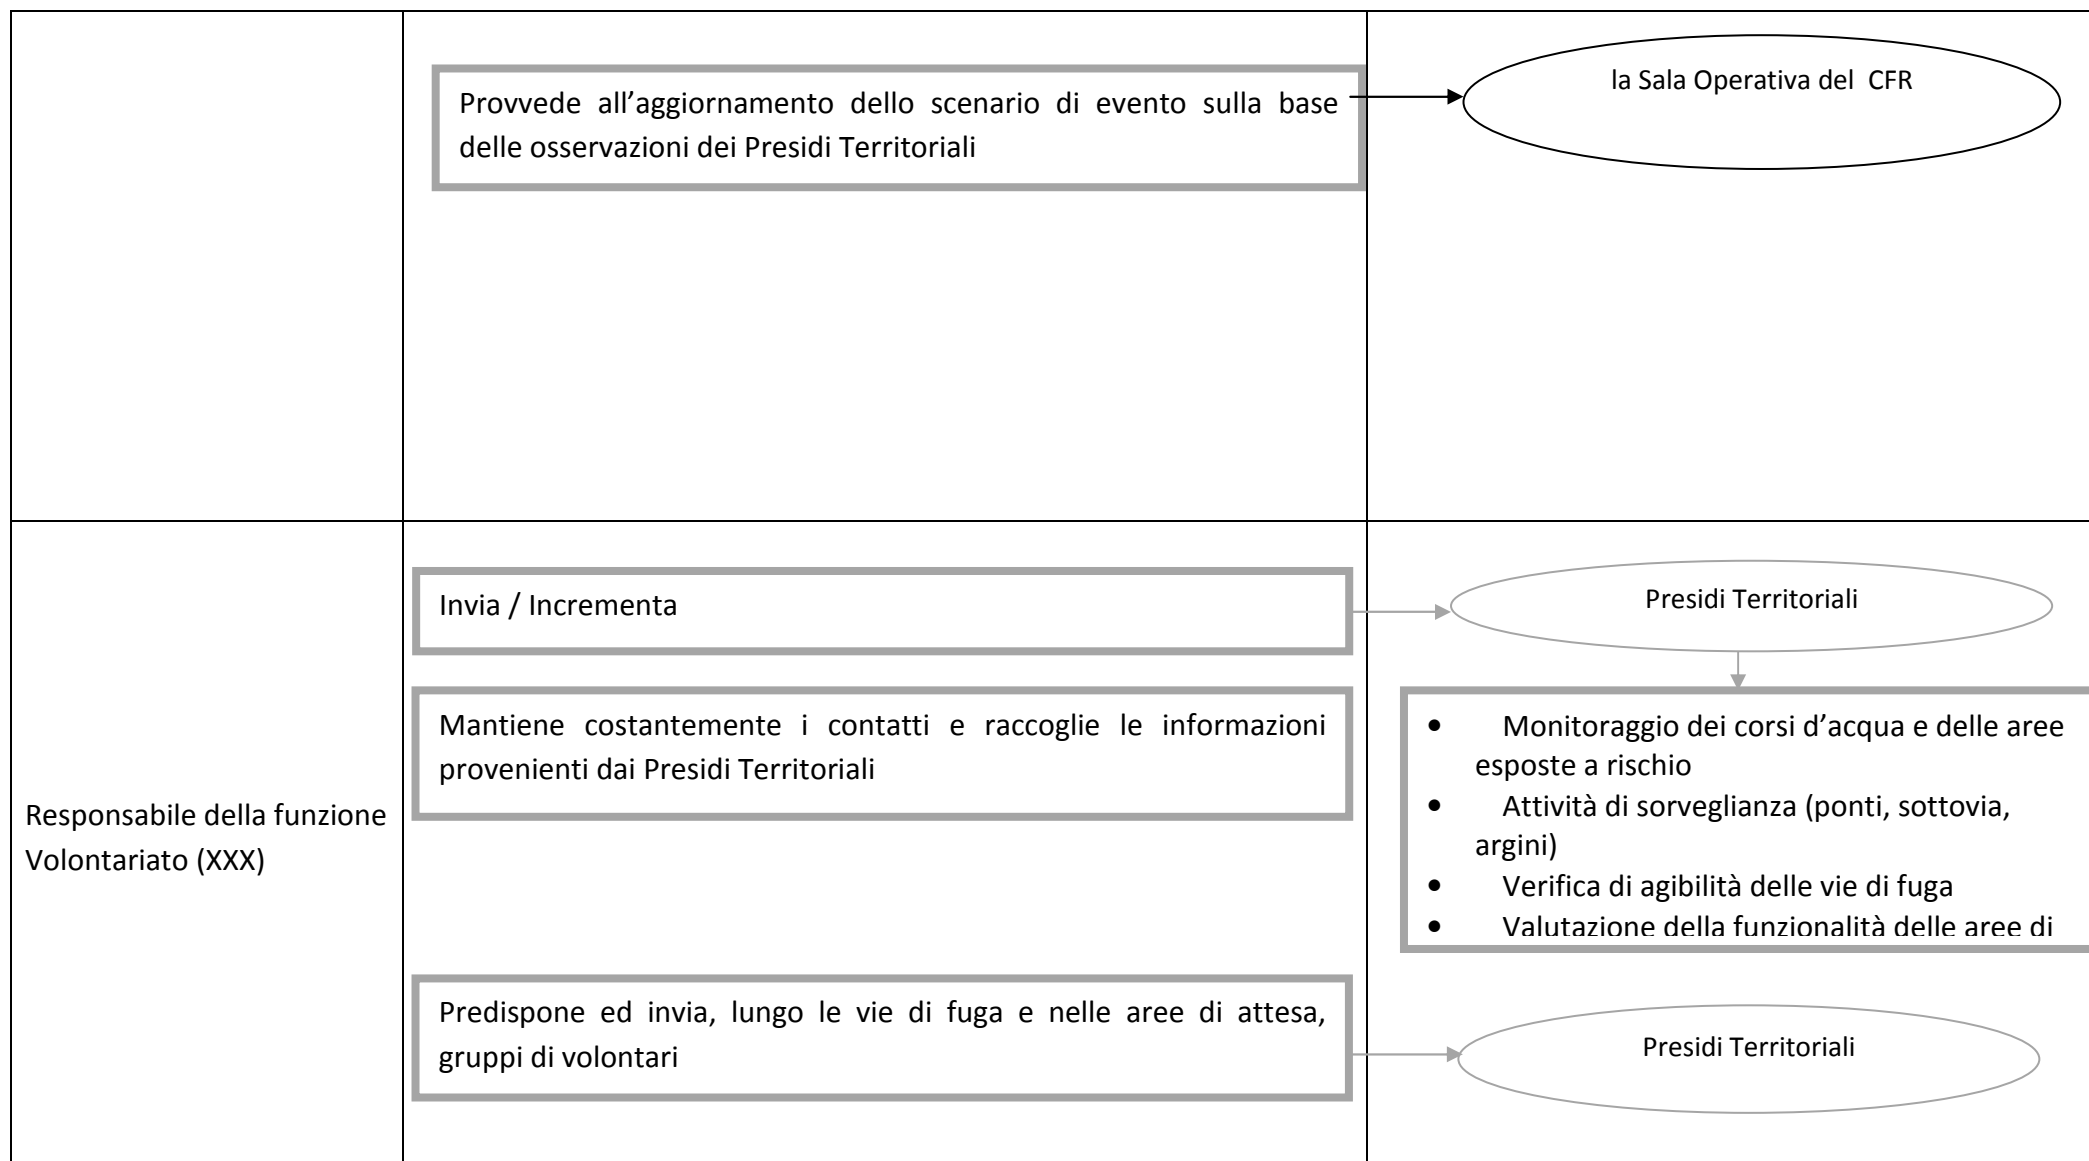 Provvede all’aggiornamento dello scenario di evento sulla base
delle osservazioni dei Presidi Territoriali
la Sala Operativa del CFR
Responsabile della funzione
Volontariato (XXX)
Invia / Incrementa
Presidi Territoriali
Mantiene costantemente i contatti e raccoglie le informazioni
provenienti dai Presidi Territoriali
• Monitoraggio dei corsi d’acqua e delle aree
esposte a rischio
• Attività di sorveglianza (ponti, sottovia,
argini)
• Verifica di agibilità delle vie di fuga
• Valutazione della funzionalità delle aree di
Predispone ed invia, lungo le vie di fuga e nelle aree di attesa,
gruppi di volontari
Presidi Territoriali